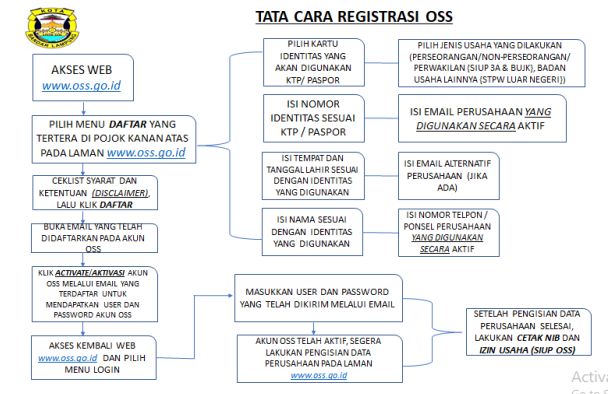 KOTA
BANDAR LAMPUNG
TATA CARA REGISTRASI OSS
AKSES WEB
www.oss.go.id
PILIH MENU DAFTAR YANG
TERTERA DI POJOK KANAN ATAS
PADA LAMAN www.oss.go.id
CEKLIST SYARAT DAN
KETENTUAN (DISCLAIMER),
LALU KLIK DAFTAR
BUKA EMAIL YANG TELAH
DIDAFTARKAN PADA AKUN
OSS
KLIK ACTIVATE/AKTIVASI AKUN
OSS MELALUI EMAIL YANG
TERDAFTAR UNTUK
MENDAPATKAN USER DAN
PASSWORD AKUN OSS
AKSES KEMBALI WEB
www.oss.go.id DAN PILIH
MENU LOGIN
PILIH KARTU
IDENTITAS YANG
AKAN DIGUNAKAN
KTP/ PASPOR
PILIH JENIS USAHA YANG DILAKUKAN
(PERSEORANGAN/NON-PERSEORANGAN/
PERWAKILAN (SIUP 3A & BUJK), BADAN
USAHA LAINNYA (STPW LUAR NEGERI))
ISI NOMOR
IDENTITAS SESUAI
KTP / PASPOR
ISI EMAIL PERUSAHAAN YANG
DIGUNAKAN SECARA AKTIF
ISI TEMPAT DAN
TANGGAL LAHIR SESUAI
DENGAN IDENTITAS
YANG DIGUNAKAN
ISI EMAIL ALTERNATIF
PERUSAHAAN (JIKA
ADA)
ISI NAMA SESUAI
DENGAN IDENTITAS
YANG DIGUNAKAN
ISI NOMOR TELPON /
PONSEL PERUSAHAAN
YANG DIGUNAKAN
SECARA AKTIF
MASUKKAN USER DAN PASSWORD
YANG TELAH DIKIRIM MELALUI EMAIL
AKUN OSS TELAH AKTIF, SEGERA
LAKUKAN PENGISIAN DATA
PERUSAHAAN PADA LAMAN
www.oss.go.id
SETELAH PENGISIAN DATA
PERUSAHAAN SELESAI,
LAKUKAN CETAK NIB DAN
IZIN USAHA (SIUP OSS)
Activa